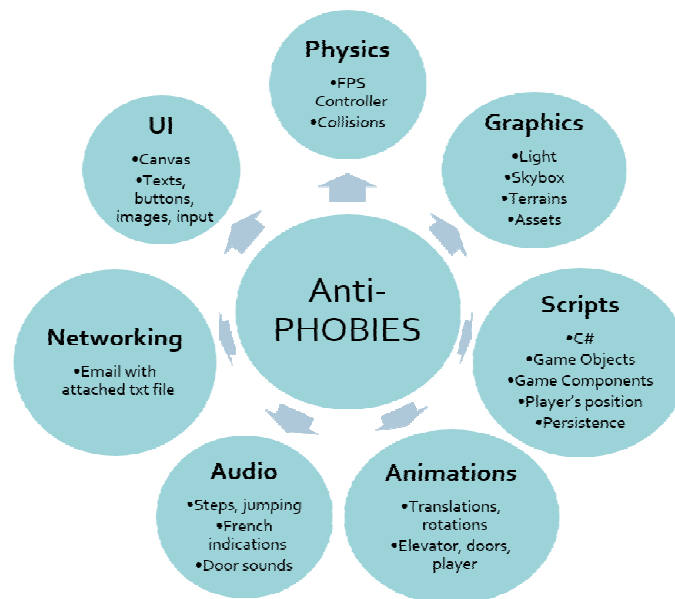 Physics
•FPS
Controller
•Collisions
Graphics
•Light
•Skybox
•Terrains
•Assets
Scripts
•C#
•Game Objects
•Game Components
•Player's position
•Persistence
Animations
•Translations,
rotations
•Elevator, doors,
player
Audio
•Steps, jumping
•French
indications
•Door sounds
Networking
•Email with
attached txt file
UI
•Canvas
•Texts,
buttons,
images, input
Anti-
PHOBIES